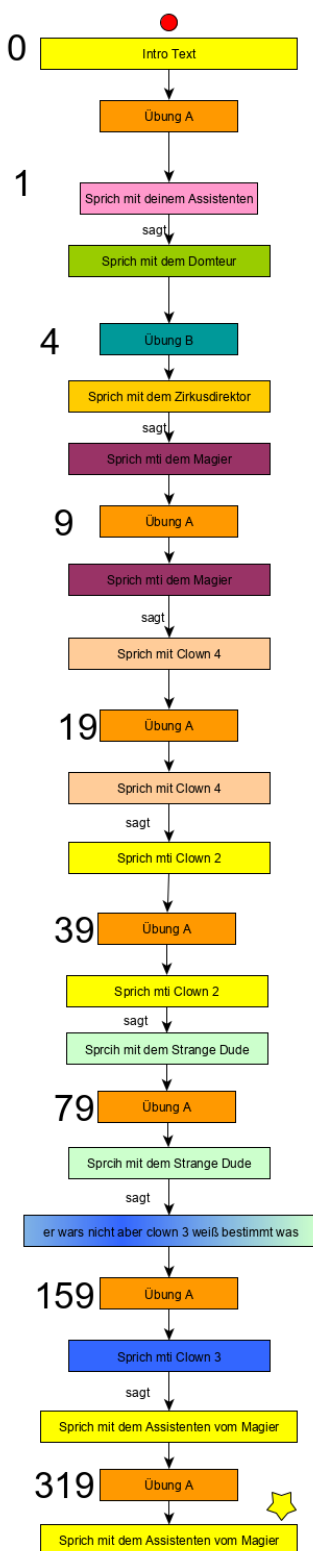 0
Intro Text
Übung A
1
Sprich mit deinem Assistenten
sagt
Sprich mit dem Domteur
4
Übung B
Sprich mit dem Zirkusdirektor
sagt
Sprich mti dem Magier
9
Übung A
Sprich mti dem Magier
sagt
Sprich mit Clown 4
19
Übung A
Sprich mit Clown 4
sagt
Sprich mti Clown 2
39
Übung A
Sprich mti Clown 2
sagt
Sprcih mit dem Strange Dude
79
Übung A
Sprcih mit dem Strange Dude
sagt
er wars nicht aber clown 3 weiß bestimmt was
159
Übung A
Sprich mti Clown 3
sagt
Sprich mit dem Assistenten vom Magier
319
Übung A
Sprich mit dem Assistenten vom Magier